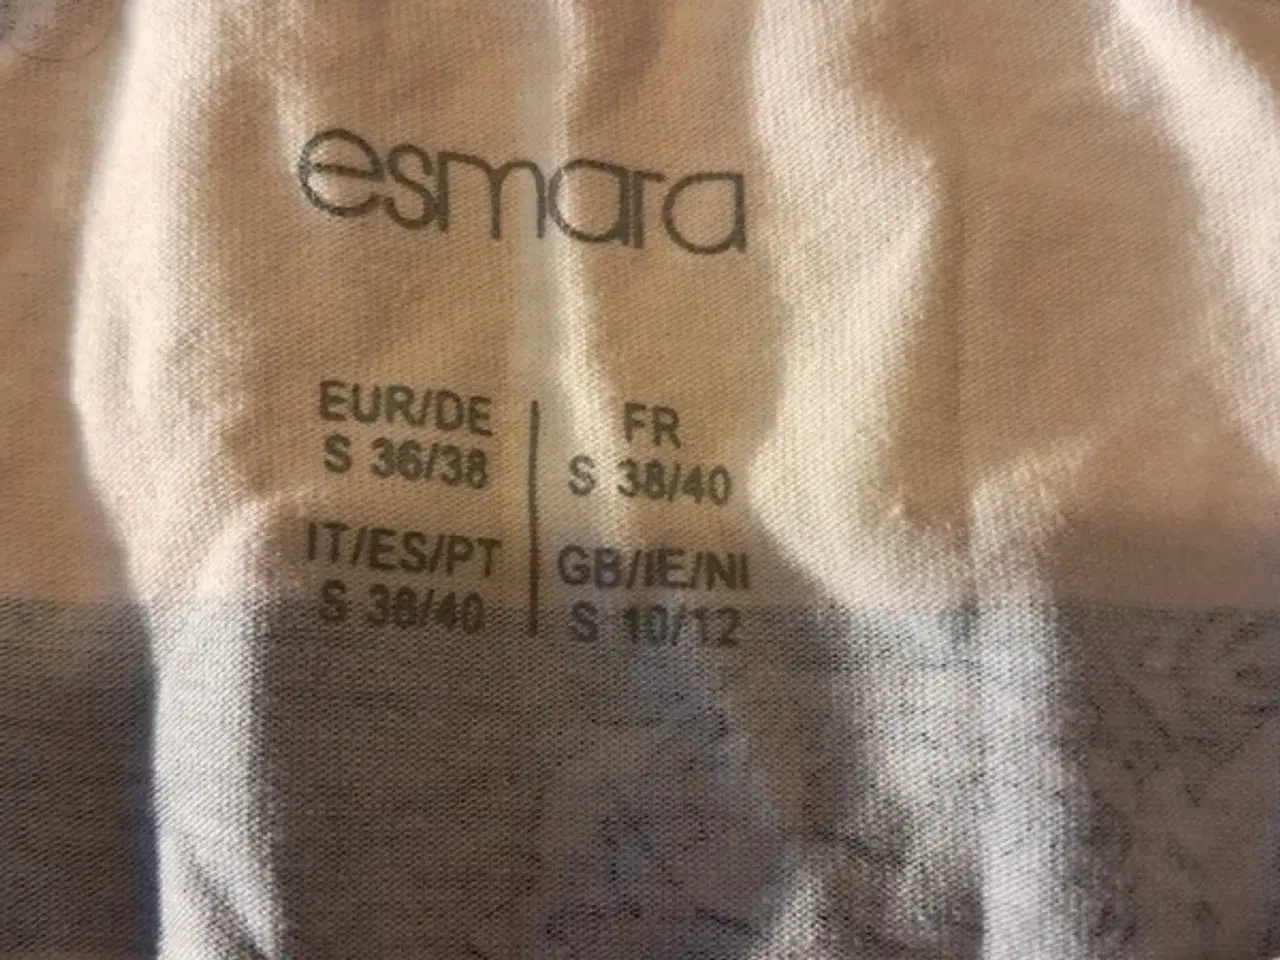 esmara
EUR/DE
S 36/38
FR
S 38/40
IT/ES/PT
S 38/40
GB/IE/NI
S 10/12